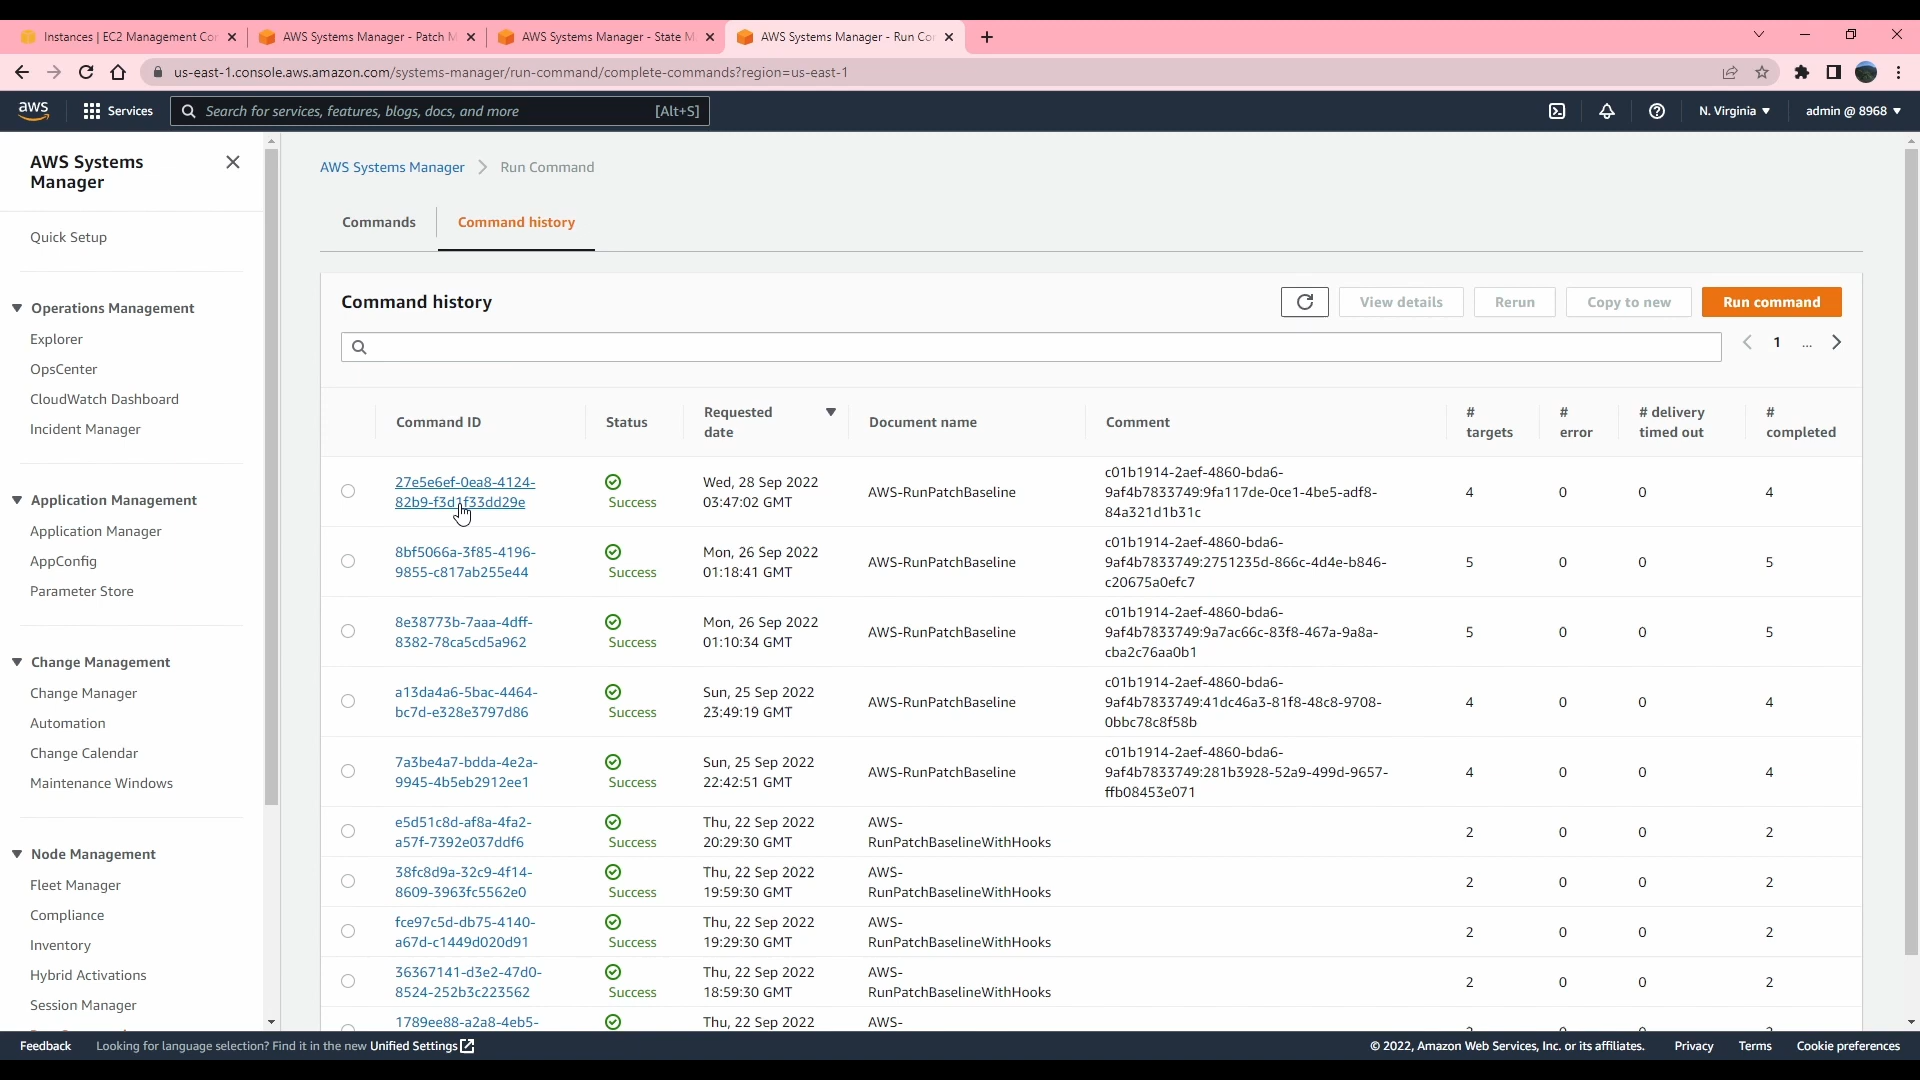 Instances | EC2 Management Con
AWS Systems Manager - Patch M
AWS Systems Manager - State M
AWS Systems Manager - Run Co
us-east-1.console.aws.amazon.com/systems-manager/run-command/complete-commands?region=us-east-1
aws
Services
Search for services, features, blogs, docs, and more
[Alt+S]
N. Virginia
admin @ 8968
AWS Systems
Manager
Quick Setup
Operations Management
Explorer
OpsCenter
CloudWatch Dashboard
Incident Manager
Application Management
Application Manager
AppConfig
Parameter Store
Change Management
Change Manager
Automation
Change Calendar
Maintenance Windows
Node Management
Fleet Manager
Compliance
Inventory
Hybrid Activations
Session Manager
AWS Systems Manager > Run Command
Commands
Command history
Command history
View details
Rerun
Copy to new
Run command
1 ...
Command ID
Status
Requested
date
Document name
Comment
#
targets
#
error
# delivery
timed out
#
completed
27e5e6ef-0ea8-4124-
82b9-f3d1f33dd29e
Success
Wed, 28 Sep 2022
03:47:02 GMT
AWS-RunPatchBaseline
c01b1914-2aef-4860-bda6-
9af4b7833749:9fa117de-0ce1-4be5-adf8-
84a321d1b31c
4 0 0 4
8bf5066a-3f85-4196-
9855-c817ab255e44
Success
Mon, 26 Sep 2022
01:18:41 GMT
AWS-RunPatchBaseline
c01b1914-2aef-4860-bda6-
9af4b7833749:2751235d-866c-4d4e-b846-
c20675a0efc7
5 0 0 5
8e38773b-7aaa-4dff-
8382-78ca5cd5a962
Success
Mon, 26 Sep 2022
01:10:34 GMT
AWS-RunPatchBaseline
c01b1914-2aef-4860-bda6-
9af4b7833749:9a7ac66c-83f8-467a-9a8a-
cba2c76aa0b1
5 0 0 5
a13da4a6-5bac-4464-
bc7d-e328e3797d86
Success
Sun, 25 Sep 2022
23:49:19 GMT
AWS-RunPatchBaseline
c01b1914-2aef-4860-bda6-
9af4b7833749:41dc46a3-81f8-48c8-9708-
0bbc78c8f58b
4 0 0 4
7a3be4a7-bdda-4e2a-
9945-4b5eb2912ee1
Success
Sun, 25 Sep 2022
22:42:51 GMT
AWS-RunPatchBaseline
c01b1914-2aef-4860-bda6-
9af4b7833749:281b3928-52a9-499d-9657-
ffb08453e071
4 0 0 4
e5d51c8d-af8a-4fa2-
a57f-7392e037ddf6
Success
Thu, 22 Sep 2022
20:29:30 GMT
AWS-
RunPatchBaselineWithHooks
2 0 0 2
38fc8d9a-32c9-4f14-
8609-3963fc5562e0
Success
Thu, 22 Sep 2022
19:59:30 GMT
AWS-
RunPatchBaselineWithHooks
2 0 0 2
fce97c5d-db75-4140-
a67d-c1449d020d91
Success
Thu, 22 Sep 2022
19:29:30 GMT
AWS-
RunPatchBaselineWithHooks
2 0 0 2
36367141-d3e2-47d0-
8524-252b3c223562
Success
Thu, 22 Sep 2022
18:59:30 GMT
AWS-
RunPatchBaselineWithHooks
2 0 0 2
1789ee88-a2a8-4eb5-
Thu, 22 Sep 2022
AWS-
Feedback
Looking for language selection? Find it in the new Unified Settings
© 2022, Amazon Web Services, Inc. or its affiliates.
Privacy
Terms
Cookie preferences